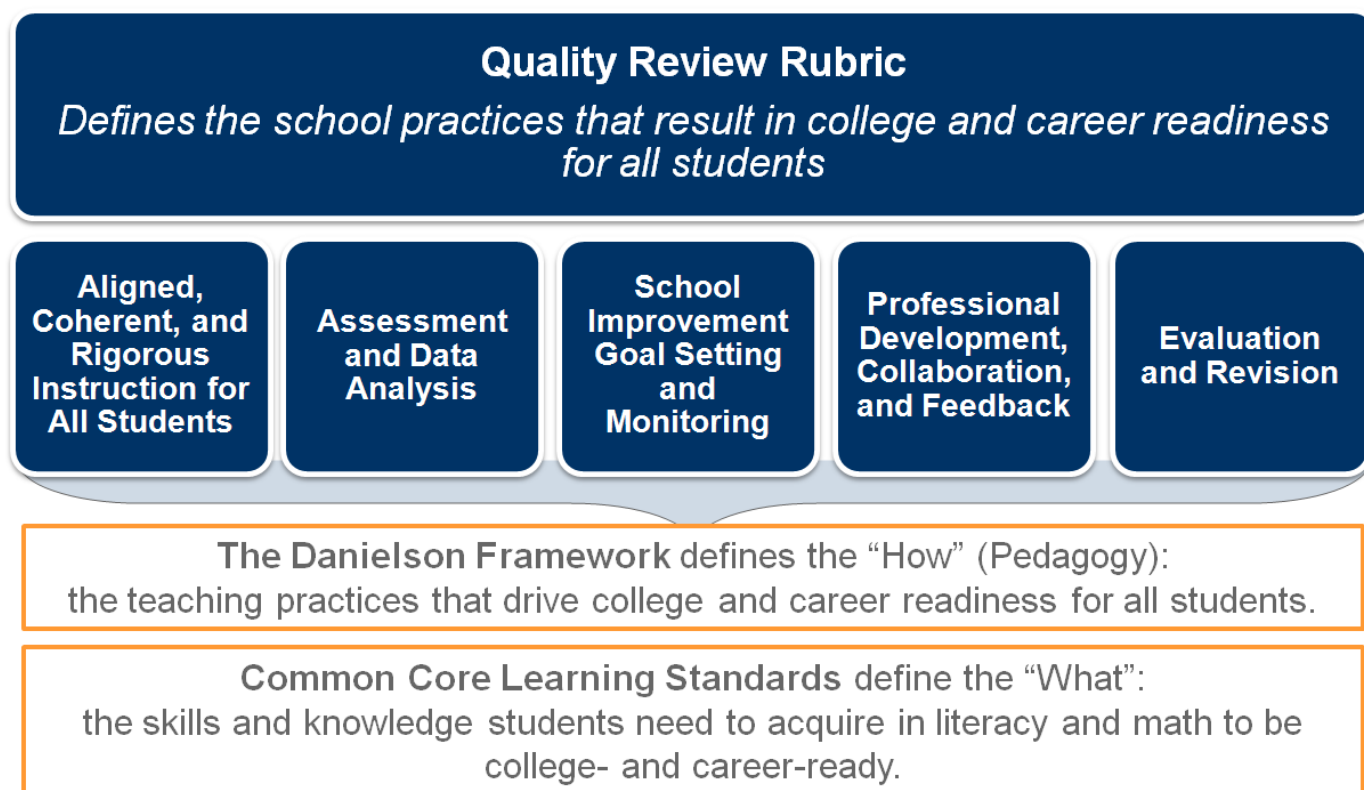 Quality Review Rubric
Defines the school practices that result in college and career readiness
for all students
Aligned,
Coherent, and
Rigorous
Instruction for
All Students
Assessment
and Data
Analysis
School
Improvement
Goal Setting
and
Monitoring
Professional
Development,
Collaboration,
and Feedback
Evaluation
and Revision
The Danielson Framework defines the “How” (Pedagogy):
the teaching practices that drive college and career readiness for all students.
Common Core Learning Standards define the “What”:
the skills and knowledge students need to acquire in literacy and math to be
college- and career-ready.